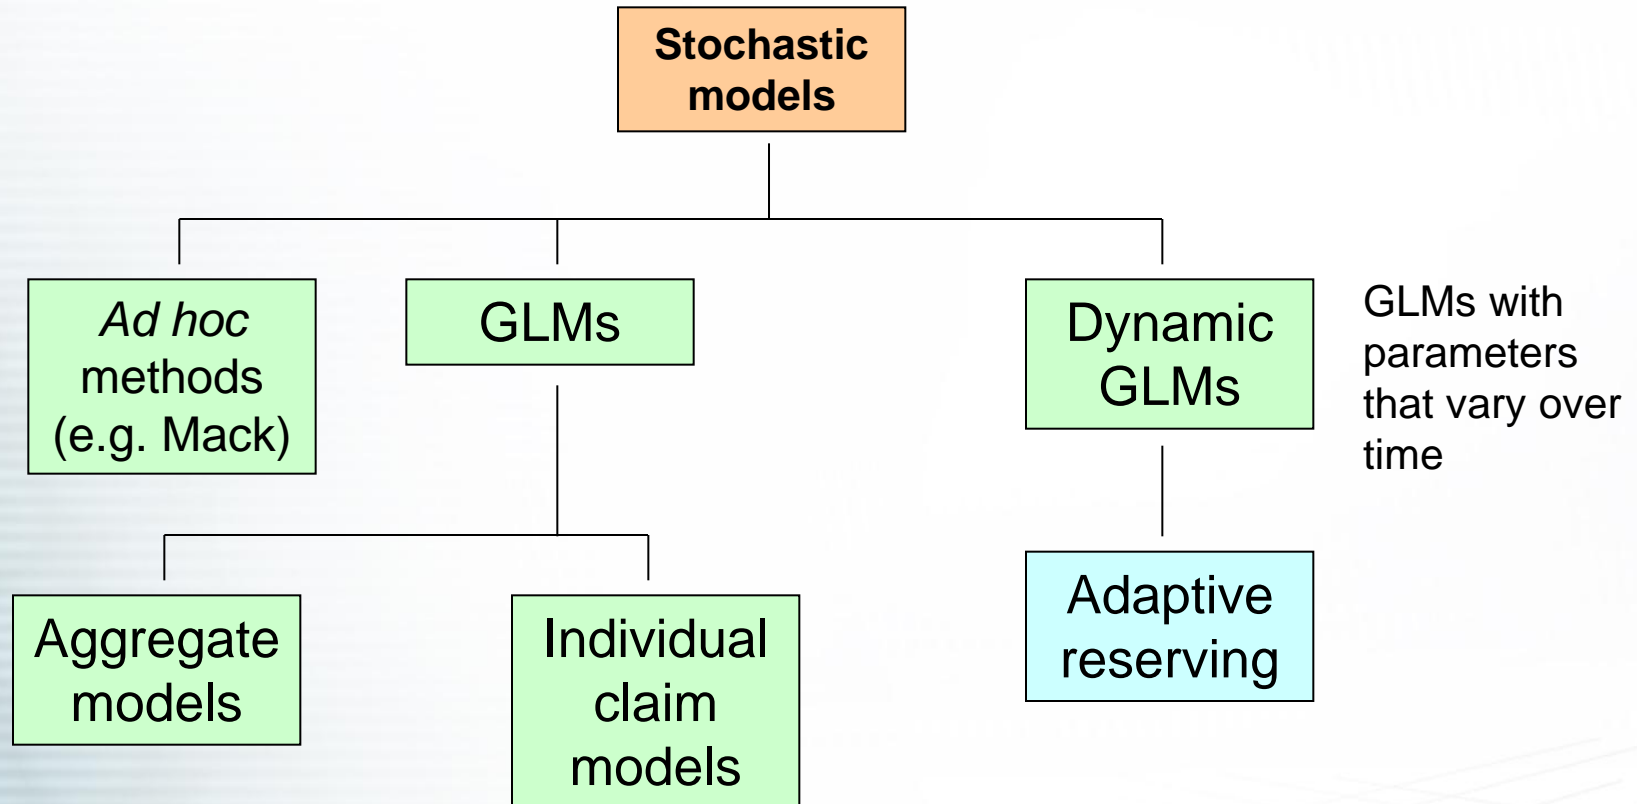 Stochastic
models
Ad hoc
methods
(e.g. Mack)
GLMs
Dynamic
GLMs
GLMs with
parameters
that vary over
time
Aggregate
models
Individual
claim
models
Adaptive
reserving